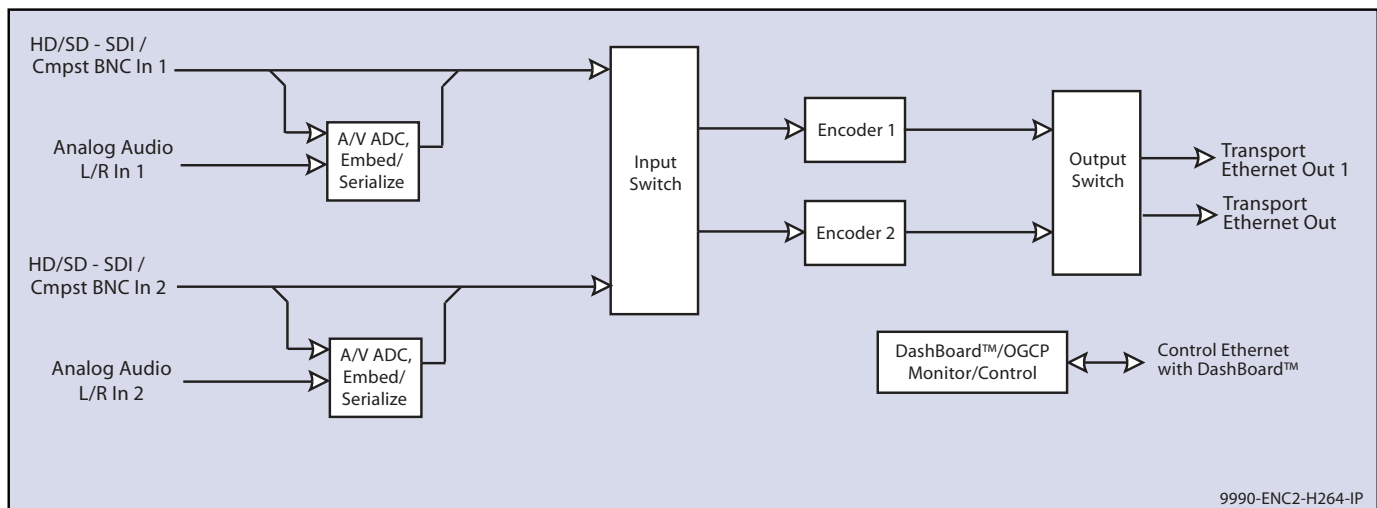 HD/SD - SDI /
Cmpst BNC In 1
Analog Audio
L/R In 1
A/V ADC,
Embed/
Serialize
HD/SD - SDI /
Cmpst BNC In 2
Analog Audio
L/R In 2
A/V ADC,
Embed/
Serialize
Input
Switch
Encoder 1
Encoder 2
Output
Switch
Transport
Ethernet Out 1
Transport
Ethernet Out
DashBoard™/OGCP
Monitor/Control
Control Ethernet
with DashBoard™
9990-ENC2-H264-IP